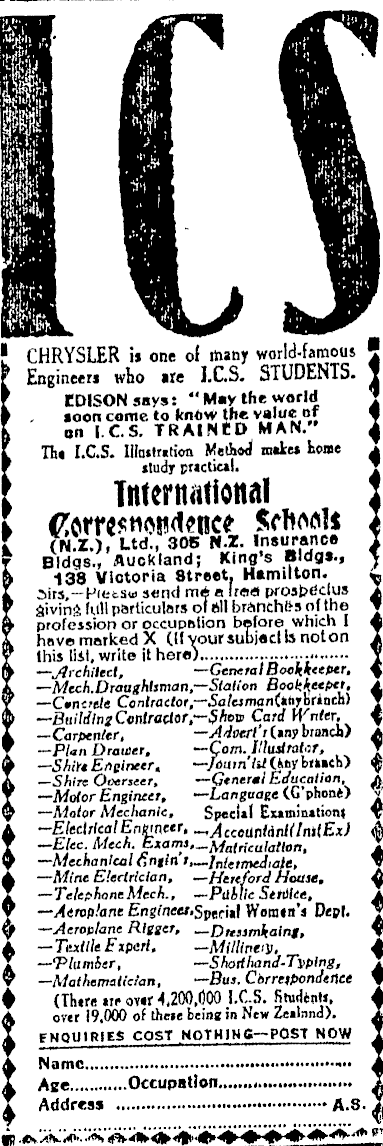 ICS
CHRYSLER is one of many world-famous
Engineers who are I.C.S. STUDENTS.
EDISON says: "May the world
soon come to know the value of
an I.C.S. TRAINED MAN."
The I.C.S. Illustration Method makes home
study practical.
International
Correspondence Schools
(N.Z.), Ltd., 305 N.Z. Insurance
Bldgs., Auckland; King's Bldgs.,
138 Victoria Street, Hamilton.
Sirs,—Please send me a free prospectus
giving full particulars of all branches of the
profession or occupation before which I
have marked X (If your subject is not on
this list, write it here)......................
—Architect, —General Bookkeeper,
—Mech. Draughtsman, —Station Bookkeeper,
—Concrete Contractor, —Salesman (any branch)
—Building Contractor, —Show Card Writer,
—Carpenter, —Advert'r (any branch)
—Plan Drawer, —Com. Illustrator,
—Shire Engineer, —Journ'list (Any branch)
—Shire Overseer, —General Education,
—Motor Engineer, —Language (G'phone)
—Motor Mechanic, Special Examinations
—Electrical Engineer, —Accountant (Inst Ex)
—Elec. Mech. Exams, —Matriculation,
—Mechanical Engin'r, —Intermediate,
—Mine Electrician, —Hereford House,
—Telephone Mech., —Public Service,
—Aeroplane Engineer, Special Women's Dept.
—Aeroplane Rigger, —Dressmkaing,
—Textile Expert, —Millinery,
—Plumber, —Shorthand-Typing,
—Mathematician, —Bus. Correspondence
(There are over 4,200,000 I.C.S. Students,
over 19,000 of these being in New Zealand).
ENQUIRIES COST NOTHING—POST NOW
Name......................................................
Age............Occupation............................
Address ........................................ A.S.